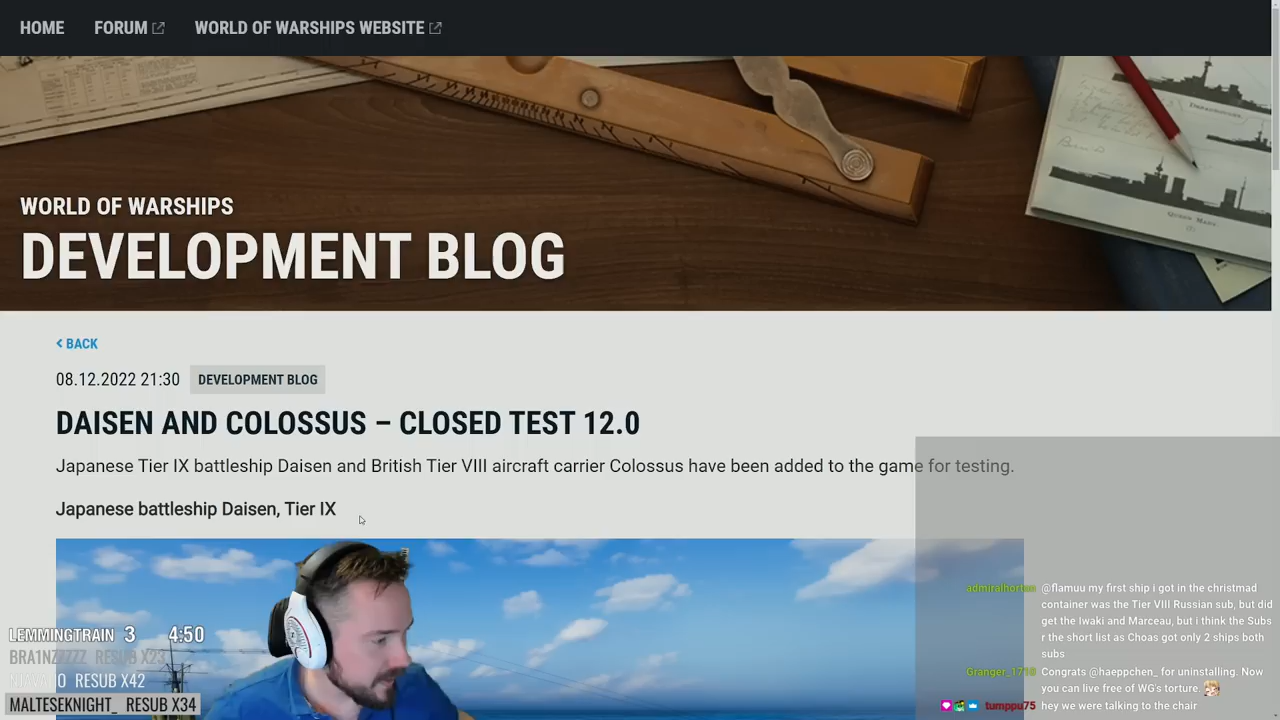 HOME FORUM WORLD OF WARSHIPS WEBSITE
WORLD OF WARSHIPS
DEVELOPMENT BLOG
BACK
08.12.2022 21:30 DEVELOPMENT BLOG
DAISEN AND COLOSSUS – CLOSED TEST 12.0
Japanese Tier IX battleship Daisen and British Tier VIII aircraft carrier Colossus have been added to the game for testing.
Japanese battleship Daisen, Tier IX
LEMMINGTRAIN 3 4:50
RESUB X23
RESUB X42
MALTESEKNIGHT_ RESUB X34
@flamuu my first ship i got in the christmad
container was the Tier VIII Russian sub, but did
get the Iwaki and Marceau, but i think the Subs
r the short list as Choas got only 2 ships both
subs
Congrats @haeppchen_ for uninstalling. Now
you can live free of WG's torture.
tumppu75 hey we were talking to the chair
QUEEN MARY